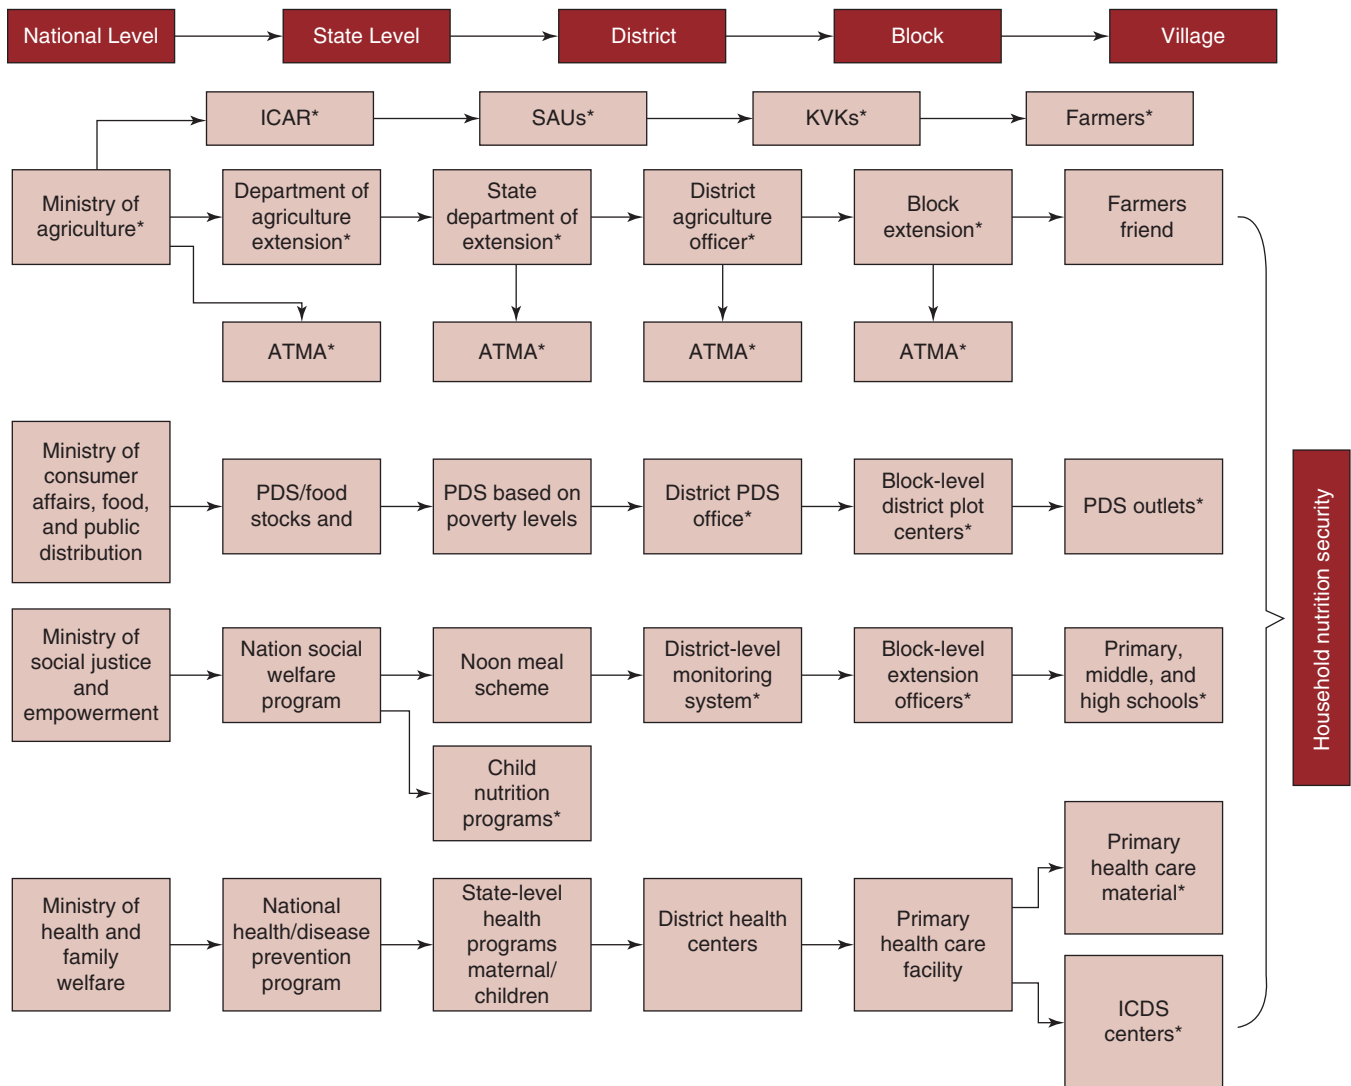 National Level
State Level
District
Block
Village
ICAR*
SAUs*
KVKs*
Farmers*
Ministry of
agriculture*
Department of
agriculture
extension*
State
department of
extension*
District
agriculture
officer*
Block
extension*
Farmers
friend
ATMA*
ATMA*
ATMA*
ATMA*
Ministry of
consumer
affairs, food,
and public
distribution
PDS/food
stocks and
PDS based on
poverty levels
District PDS
office*
Block-level
district plot
centers*
PDS outlets*
Ministry of
social justice
and
empowerment
Nation social
welfare
program
Noon meal
scheme
District-level
monitoring
system*
Block-level
extension
officers*
Primary,
middle, and
high schools*
Child
nutrition
programs*
Ministry of
health and
family
welfare
National
health/disease
prevention
program
State-level
health
programs
maternal/
children
District health
centers
Primary
health care
facility
Primary
health care
material*
ICDS
centers*
Household nutrition security